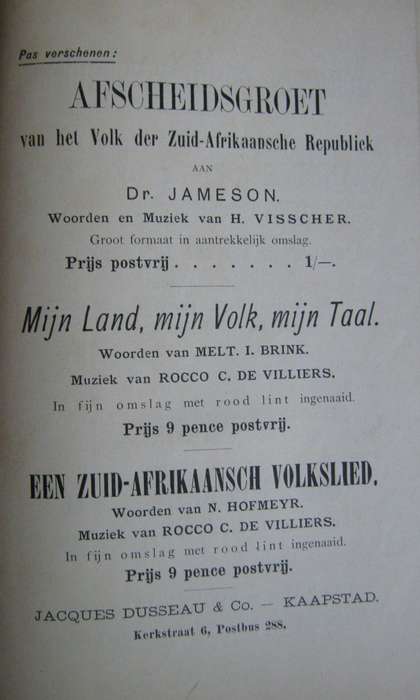 Pas verschenen:
AFSCHEIDSGROET
van het Volk der Zuid-Afrikaansche Republiek
AAN
Dr. JAMESON.
Woorden en Muziek van H. VISSCHER.
Groot formaat in aantrekkelijk omslag.
Prijs postvrij . . . . . . . 1/—.
Mijn Land, mijn Volk, mijn Taal.
Woorden van MELT. I. BRINK.
Muziek van ROCCO C. DE VILLIERS.
In fijn omslag met rood lint ingenaaid.
Prijs 9 pence postvrij.
EEN ZUID-AFRIKAANSCH VOLKSLIED.
Woorden van N. HOFMEYR.
Muziek van ROCCO C. DE VILLIERS.
In fijn omslag met rood lint ingenaaid.
Prijs 9 pence postvrij.
JACQUES DUSSEAU & Co. — KAAPSTAD.
Kerkstraat 6, Postbus 288.